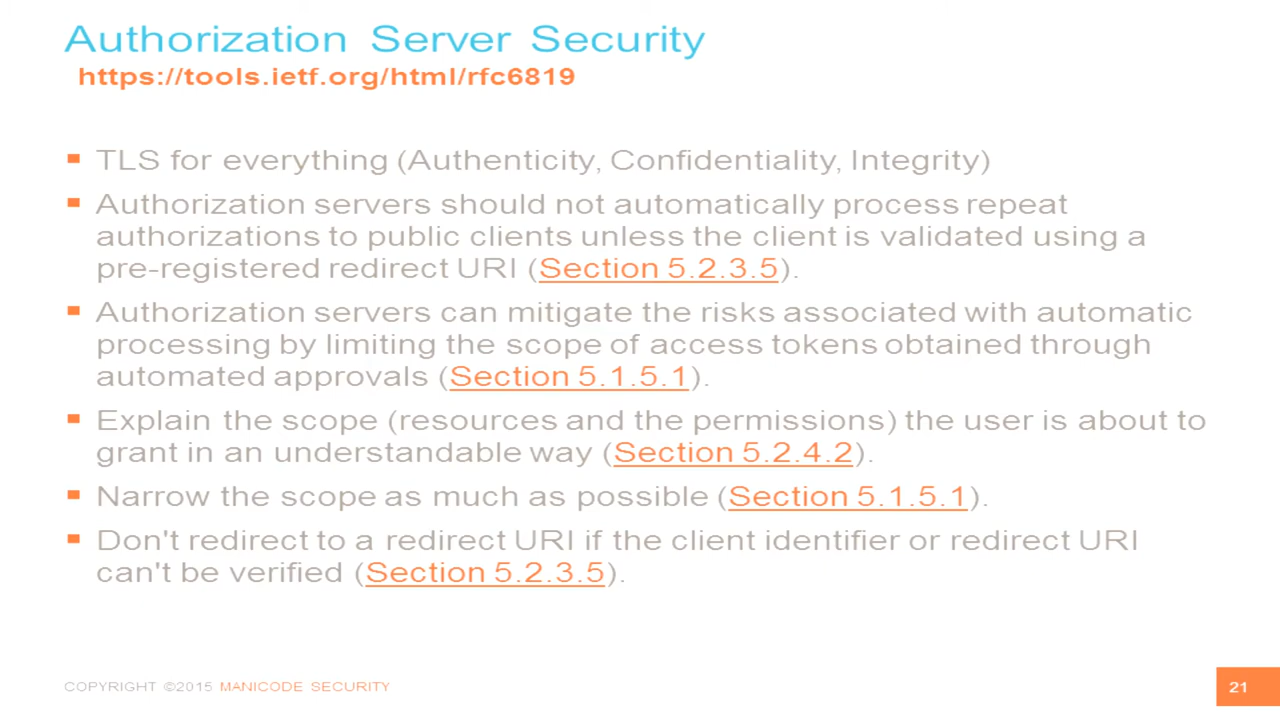 Authorization Server Security
https://tools.ietf.org/html/rfc6819
TLS for everything (Authenticity, Confidentiality, Integrity)
Authorization servers should not automatically process repeat
authorizations to public clients unless the client is validated using a
pre-registered redirect URI (Section 5.2.3.5).
Authorization servers can mitigate the risks associated with automatic
processing by limiting the scope of access tokens obtained through
automated approvals (Section 5.1.5.1).
Explain the scope (resources and the permissions) the user is about to
grant in an understandable way (Section 5.2.4.2).
Narrow the scope as much as possible (Section 5.1.5.1).
Don't redirect to a redirect URI if the client identifier or redirect URI
can't be verified (Section 5.2.3.5).
COPYRIGHT ©2015 MANICODE SECURITY
21